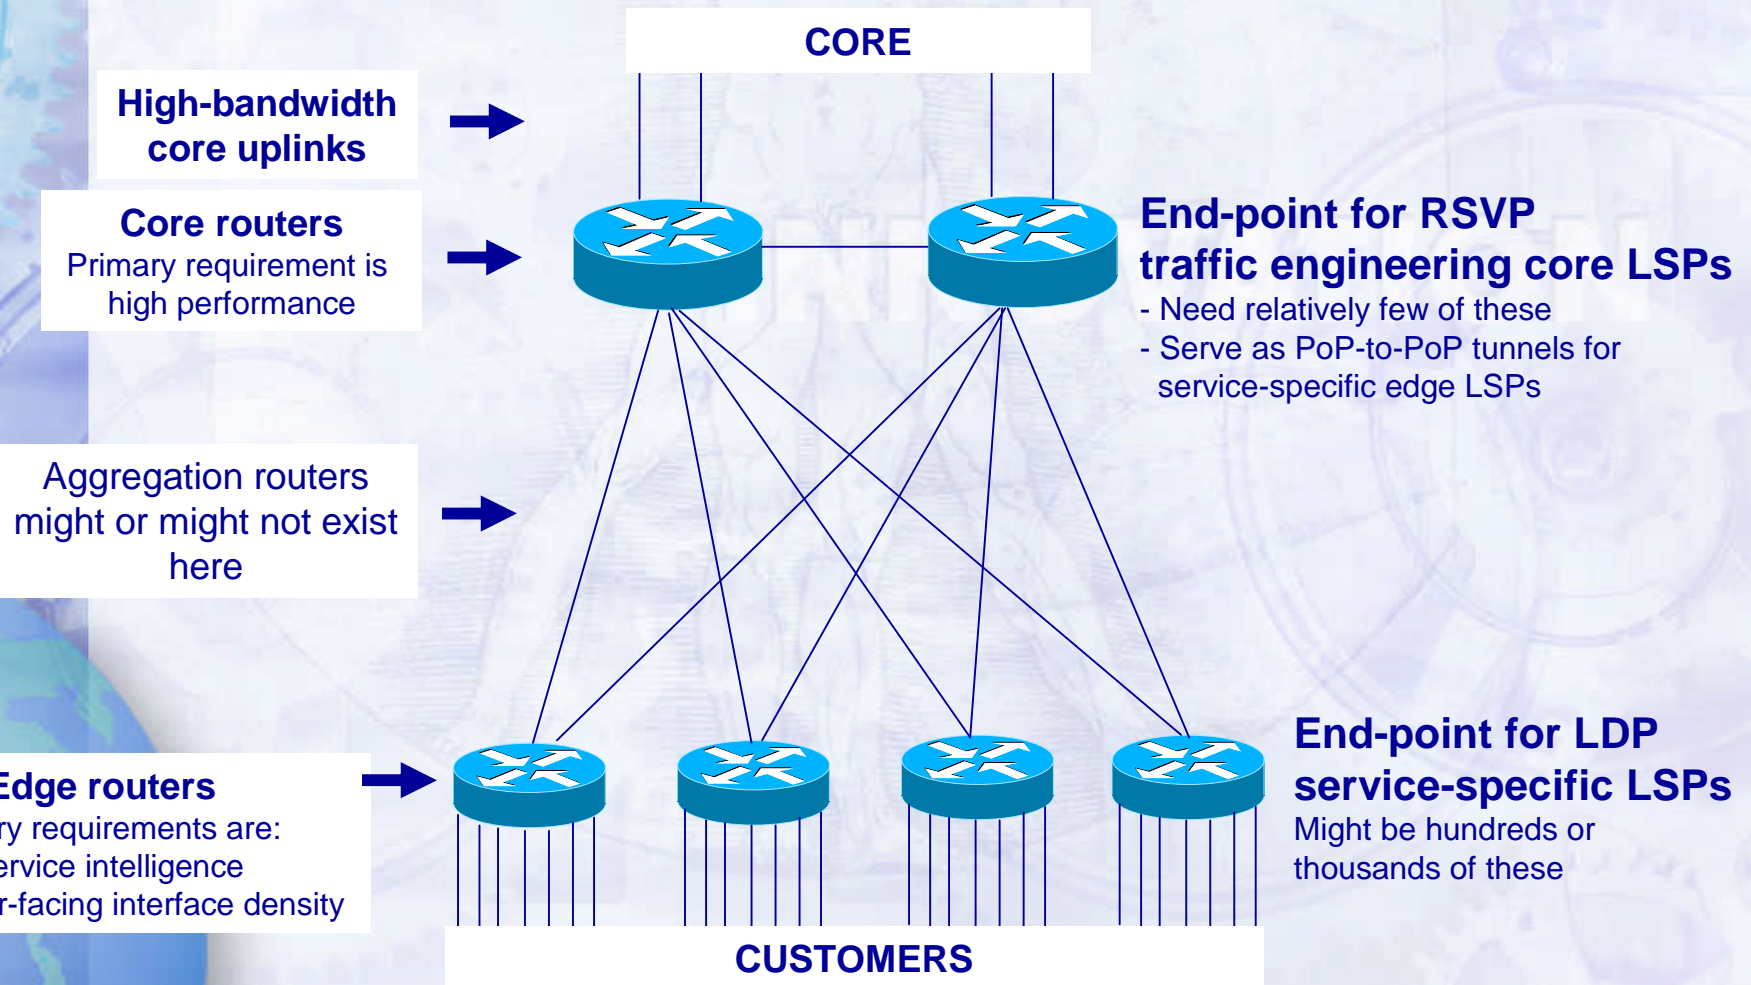 CORE
High-bandwidth
core uplinks
Core routers
Primary requirement is
high performance
End-point for RSVP
traffic engineering core LSPs
- Need relatively few of these
- Serve as PoP-to-PoP tunnels for
service-specific edge LSPs
Aggregation routers
might or might not exist
here
Edge routers
requirements are:
intelligence
facing interface density
End-point for LDP
service-specific LSPs
Might be hundreds or
thousands of these
CUSTOMERS